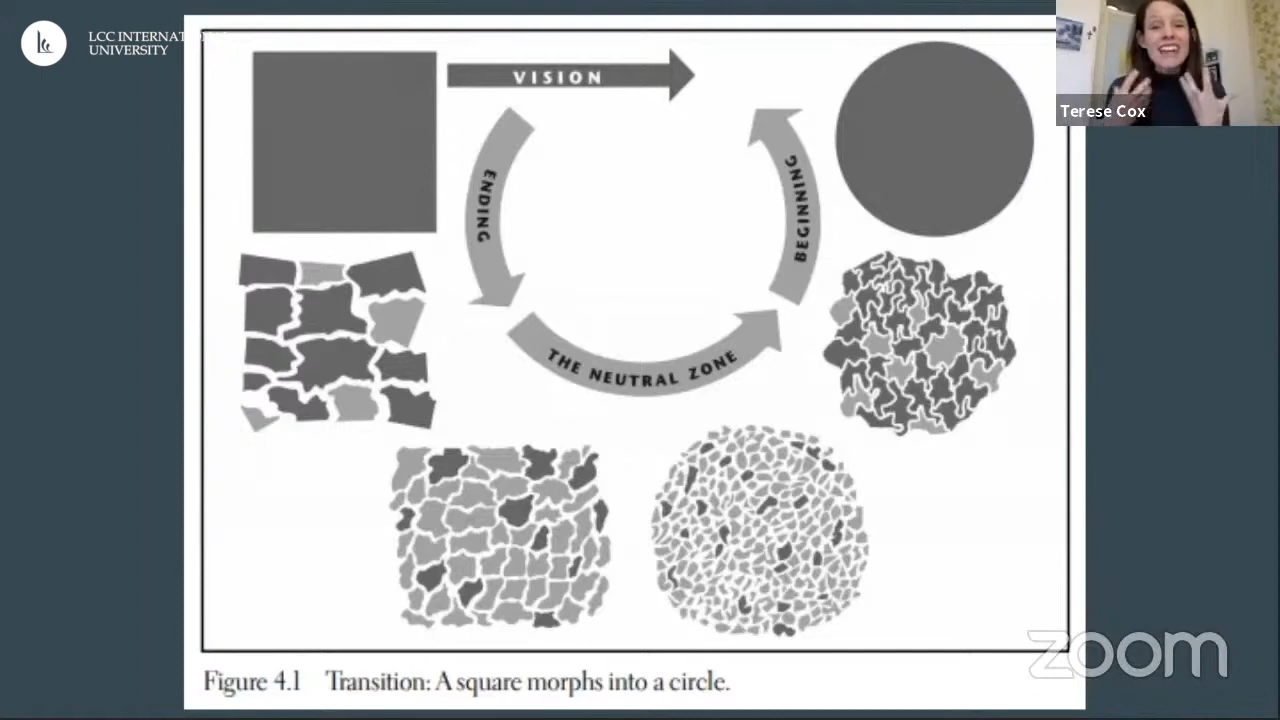 LCC INTERNATIONAL
UNIVERSITY
VISION
Terese Cox
ENDING
BEGINNING
THE NEUTRAL ZONE
zoom
Figure 4.1 Transition: A square morphs into a circle.